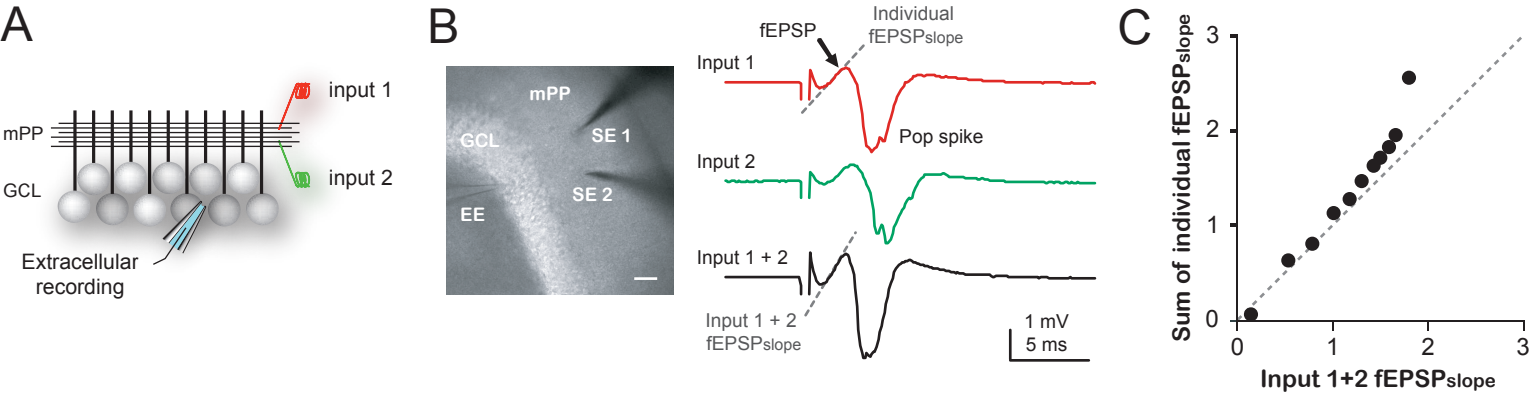 A
input 1
mPP
input 2
GCL
Extracellular
recording
B
mPP
GCL
SE 1
SE 2
EE
Individual
fEPSPslope
fEPSP
Input 1
Pop spike
Input 2
Input 1 + 2
Input 1 + 2
fEPSPslope
1 mV
5 ms
C
Sum of individual fEPSPslope
3
2
1
0
0
1
2
3
Input 1+2 fEPSPslope